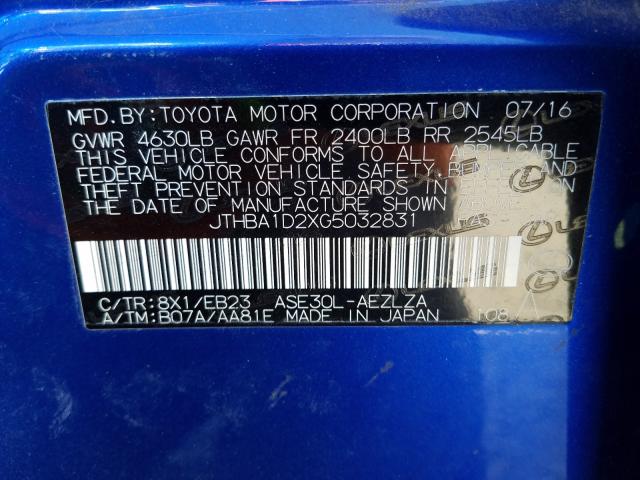 MFD.BY:TOYOTA MOTOR CORPORATION 07/16
GVWR 4630LB GAWR FR 2400LB RR 2545LB
THIS VEHICLE CONFORMS TO ALL APPLICABLE
FEDERAL MOTOR VEHICLE SAFETY, BUMPER, AND
THEFT PREVENTION STANDARDS IN EFFECT ON
THE DATE OF MANUFACTURE SHOWN ABOVE.
JTHBA1D2XG5032831
C/TR:8X1/EB23 ASE30L-AEZLZA
A/TM:B07A/AA81E MADE IN JAPAN 108